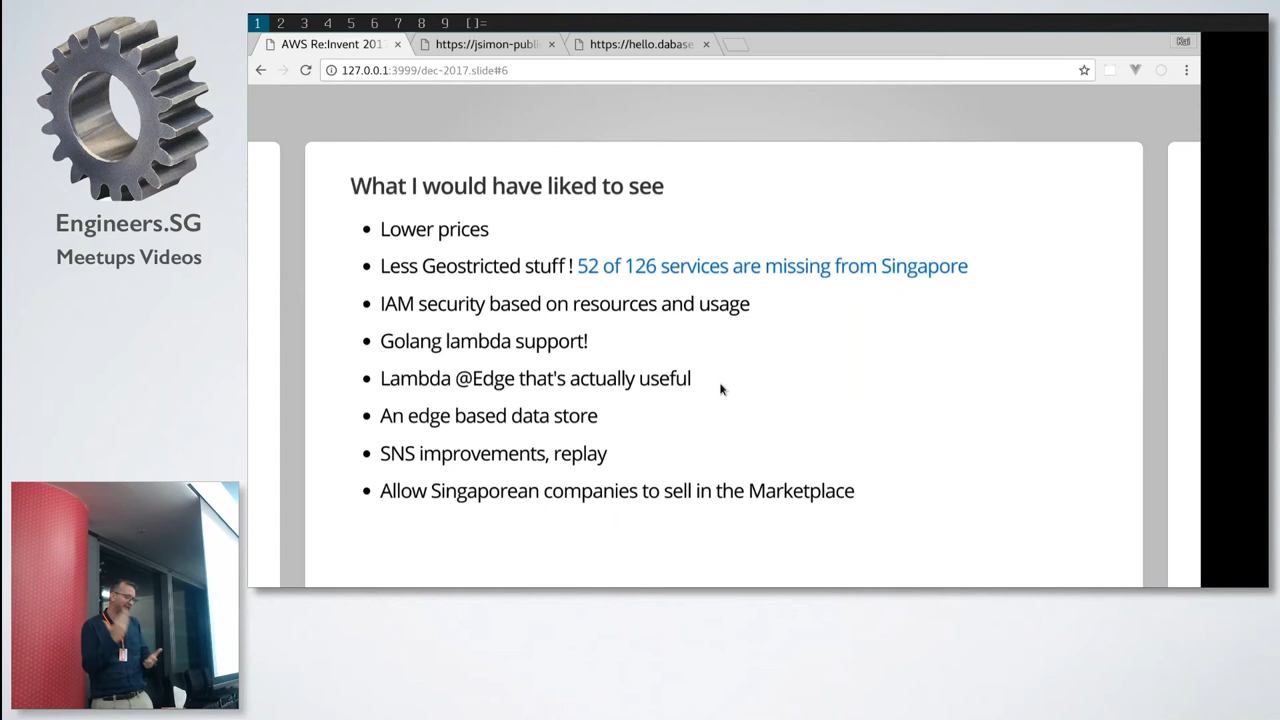 1 2 3 4 5 6 7 8 9 []=
AWS Re:Invent 201
https://jsimon-publi
https://hello.dabase
Kai
127.0.0.1:3999/dec-2017.slide#6
What I would have liked to see
• Lower prices
• Less Geostricted stuff ! 52 of 126 services are missing from Singapore
• IAM security based on resources and usage
• Golang lambda support!
• Lambda @Edge that's actually useful
• An edge based data store
• SNS improvements, replay
• Allow Singaporean companies to sell in the Marketplace
Engineers.SG
Meetups Videos